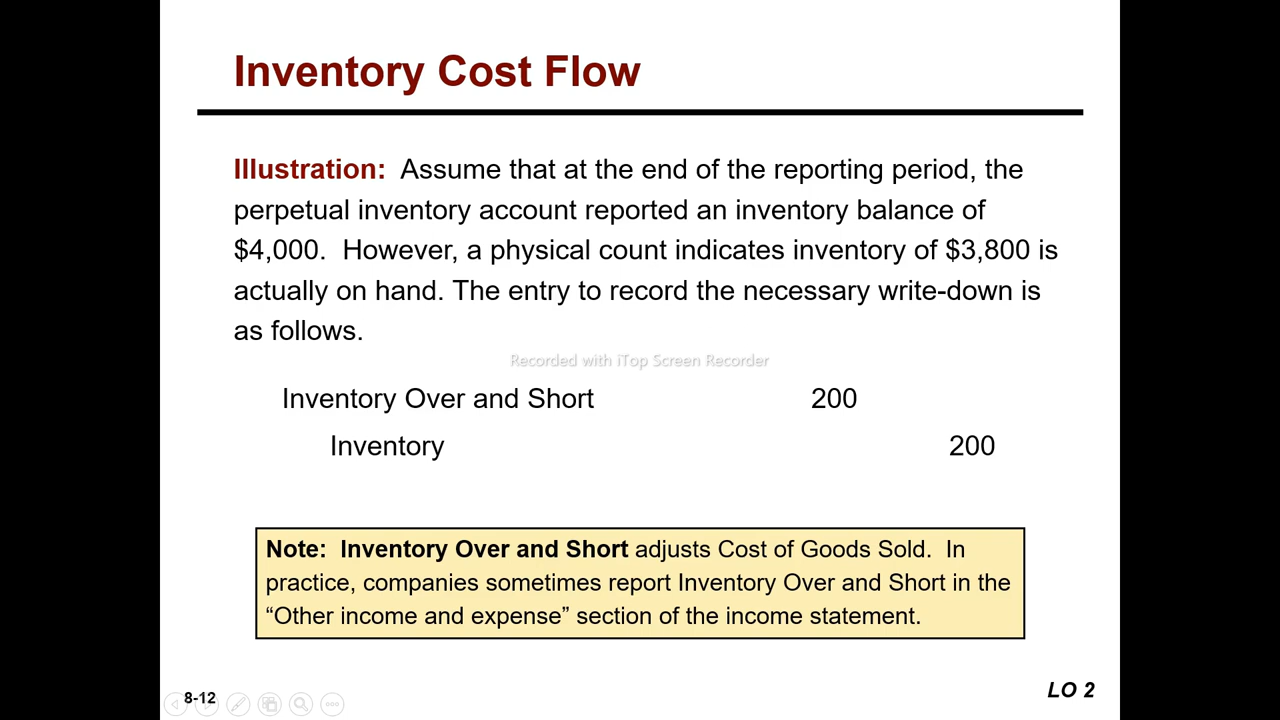 Inventory Cost Flow
Illustration: Assume that at the end of the reporting period, the
perpetual inventory account reported an inventory balance of
$4,000. However, a physical count indicates inventory of $3,800 is
actually on hand. The entry to record the necessary write-down is
as follows.
Recorded with iTop Screen Recorder
Inventory Over and Short 200
Inventory 200
Note: Inventory Over and Short adjusts Cost of Goods Sold. In
practice, companies sometimes report Inventory Over and Short in the
“Other income and expense” section of the income statement.
8-12
LO 2